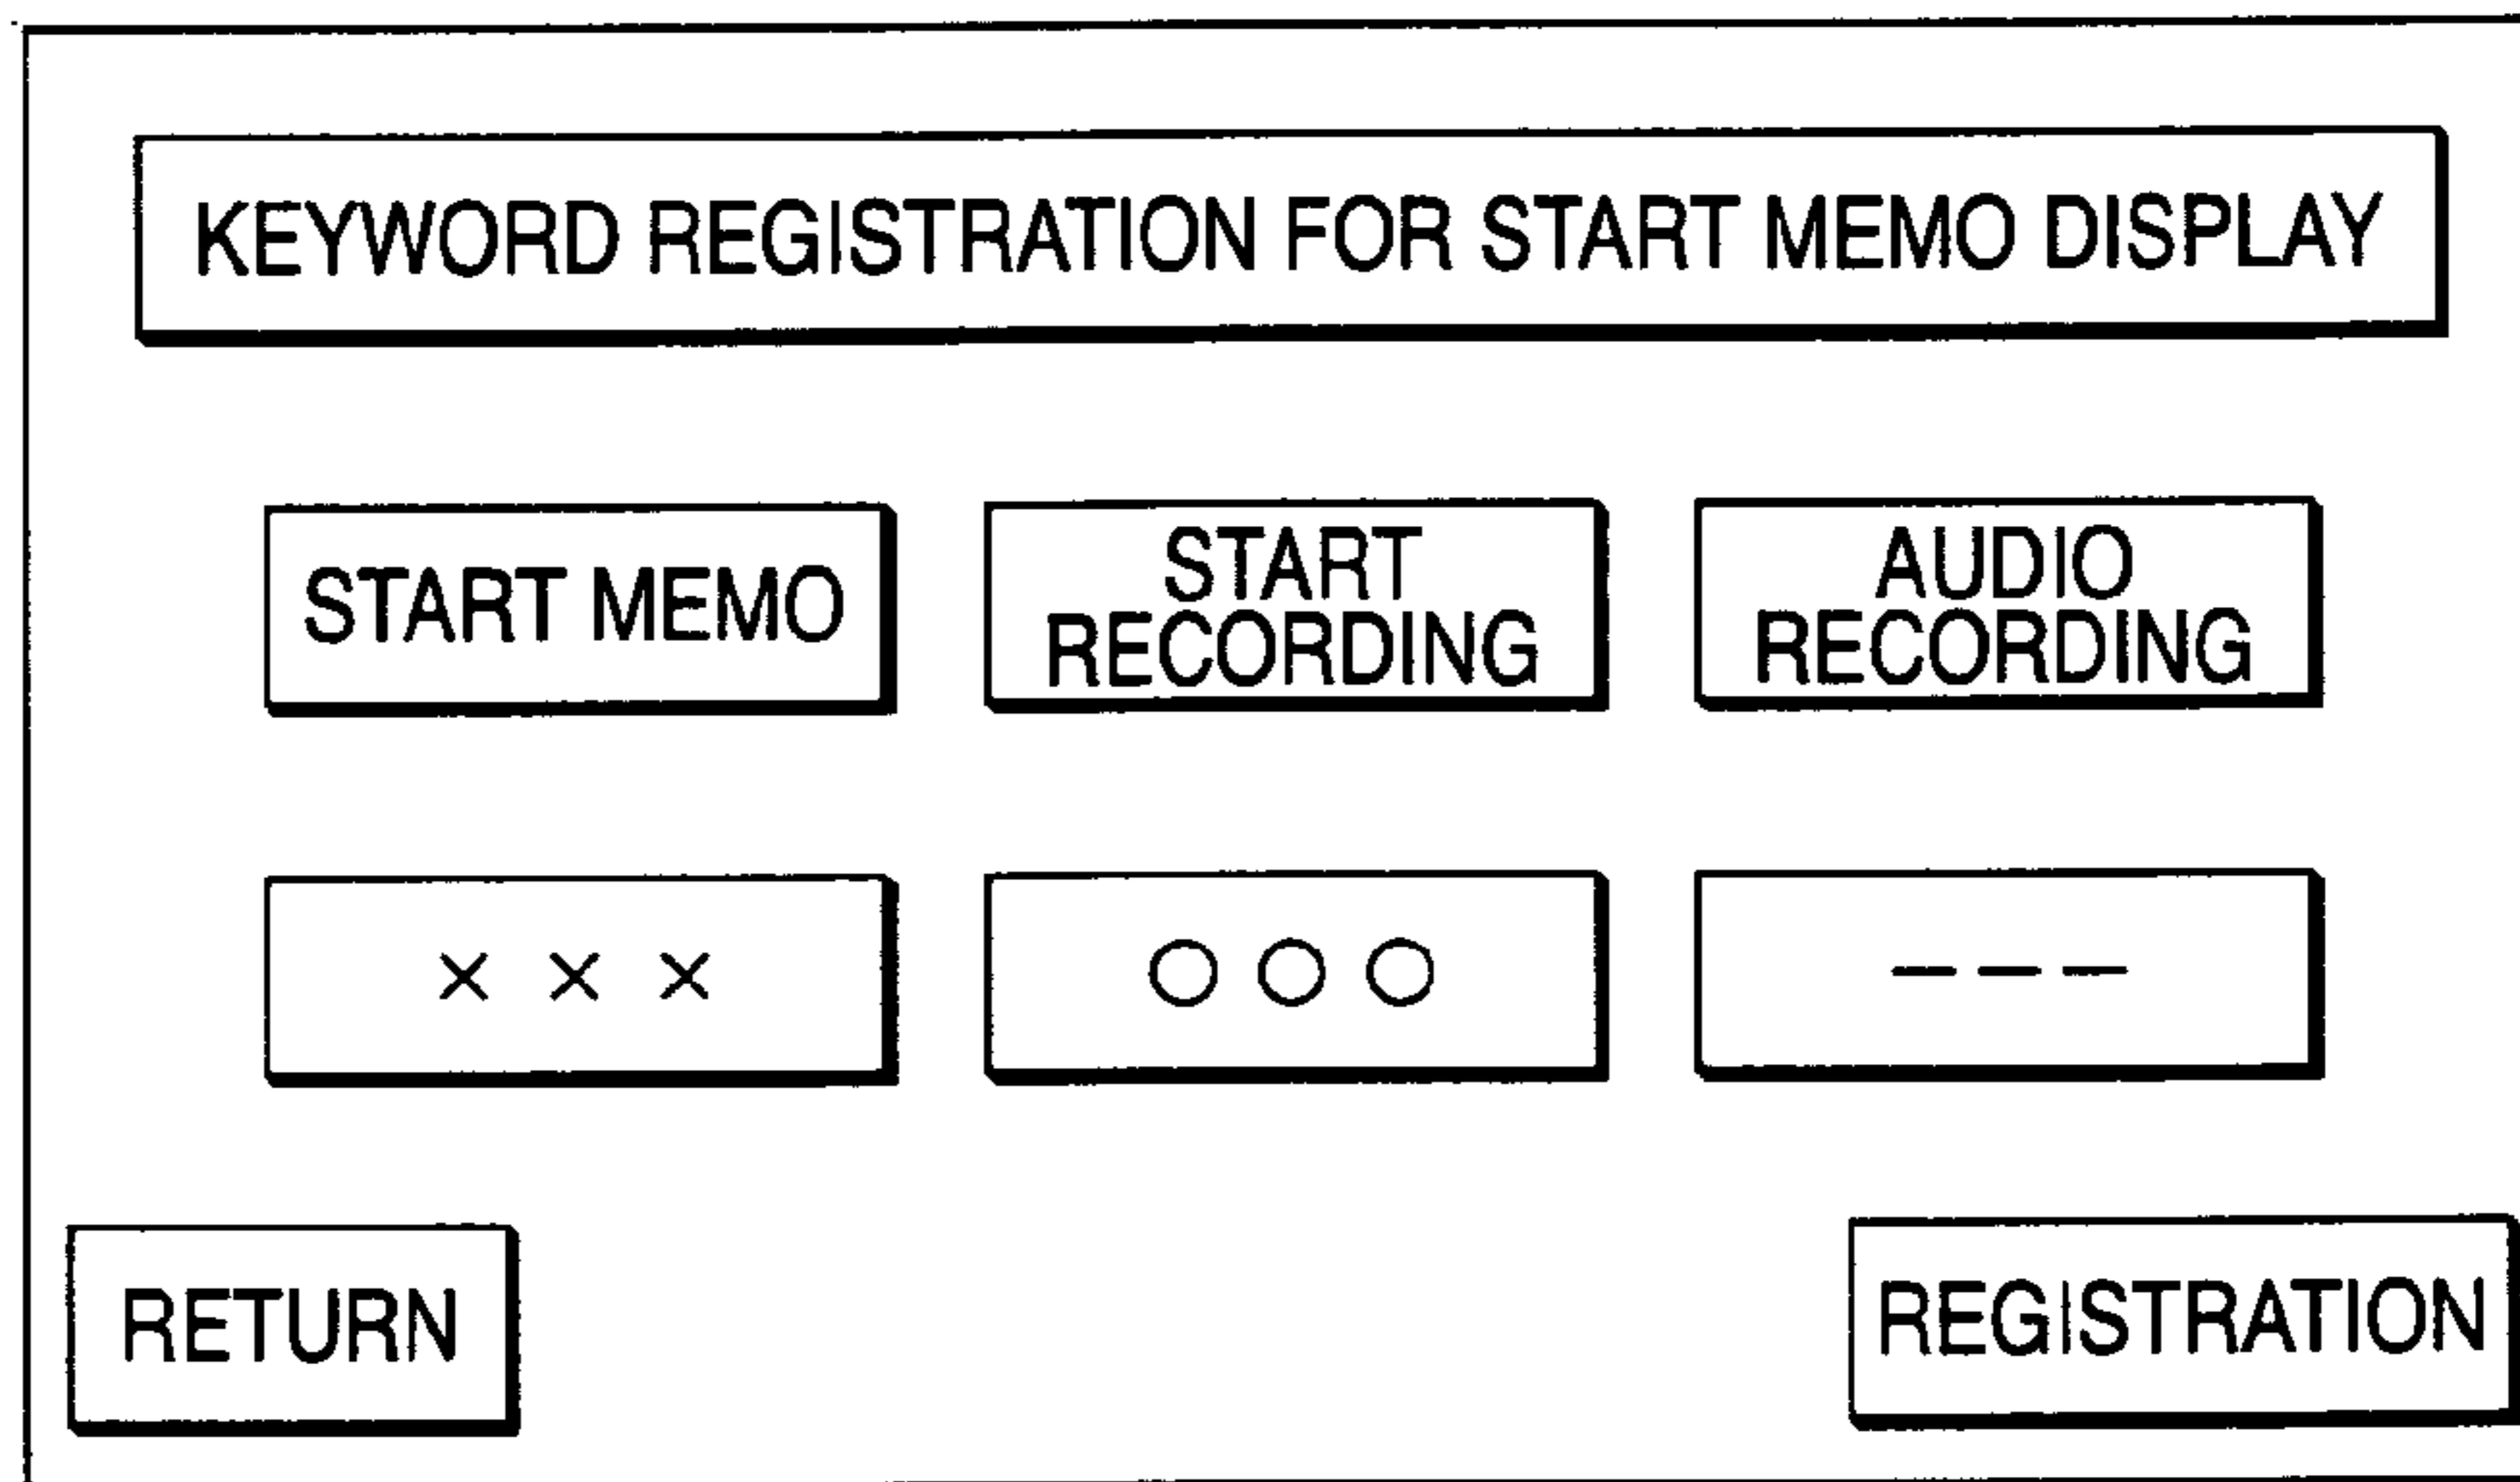 KEYWORD REGISTRATION FOR START MEMO DISPLAY
START MEMO
START
RECORDING
AUDIO
RECORDING
× × ×
○ ○ ○
― ― ―
RETURN
REGISTRATION